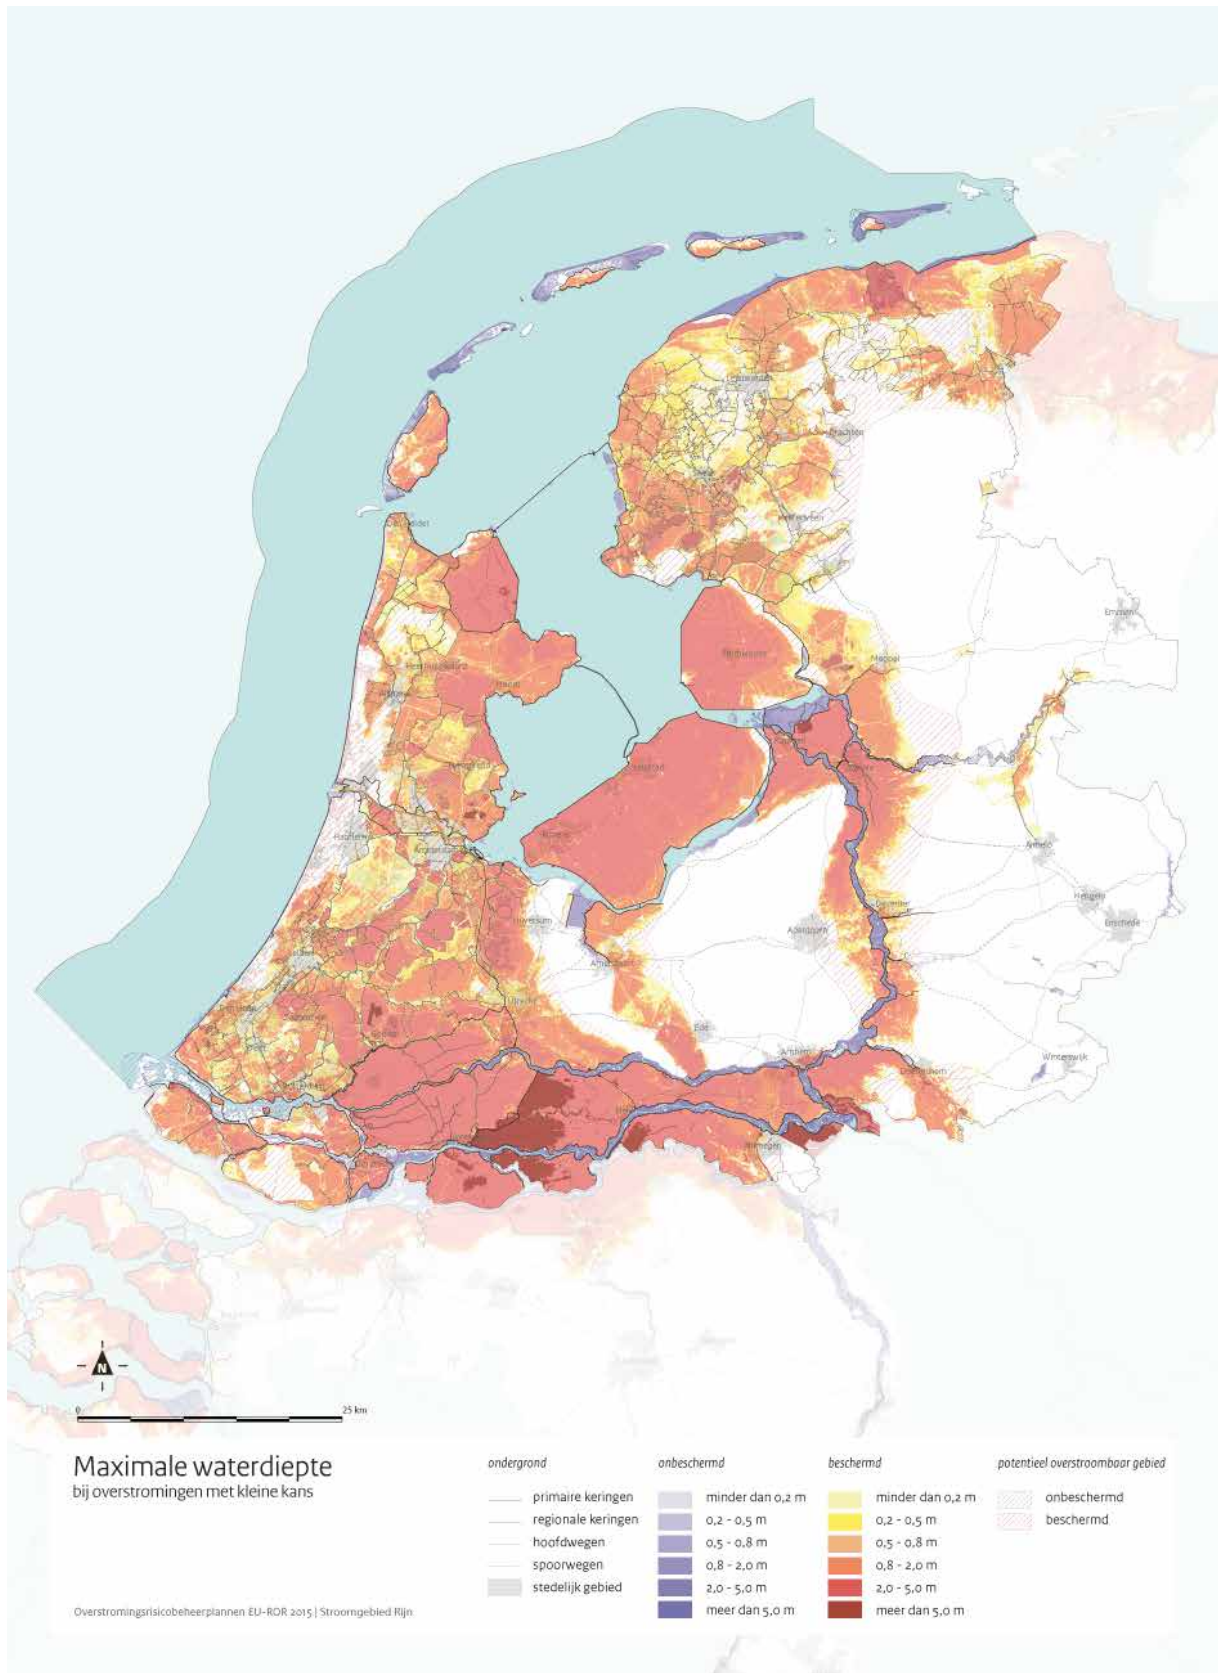 Leeuwarden
Drachten
Den Helder
Heerenveen
Emmen
Meppel
Heerhugowaard
Hoorn
Alkmaar
Purmerend
Lelystad
Zwolle
Haarlem
Almere
Amsterdam
Almelo
Hengelo
Enschede
Deventer
Hilversum
Apeldoorn
Amersfoort
Utrecht
Ede
Arnhem
Winterswijk
Doetinchem
Nijmegen
N
0
25 km
Maximale waterdiepte
bij overstromingen met kleine kans
ondergrond
primaire keringen
regionale keringen
hoofdwegen
spoorwegen
stedelijk gebied
onbeschermd
minder dan 0,2 m
0,2 - 0,5 m
0,5 - 0,8 m
0,8 - 2,0 m
2,0 - 5,0 m
meer dan 5,0 m
beschermd
minder dan 0,2 m
0,2 - 0,5 m
0,5 - 0,8 m
0,8 - 2,0 m
2,0 - 5,0 m
meer dan 5,0 m
potentieel overstroombaar gebied
onbeschermd
beschermd
Overstromingsrisicobeheerplannen EU-ROR 2015 | Stroomgebied Rijn